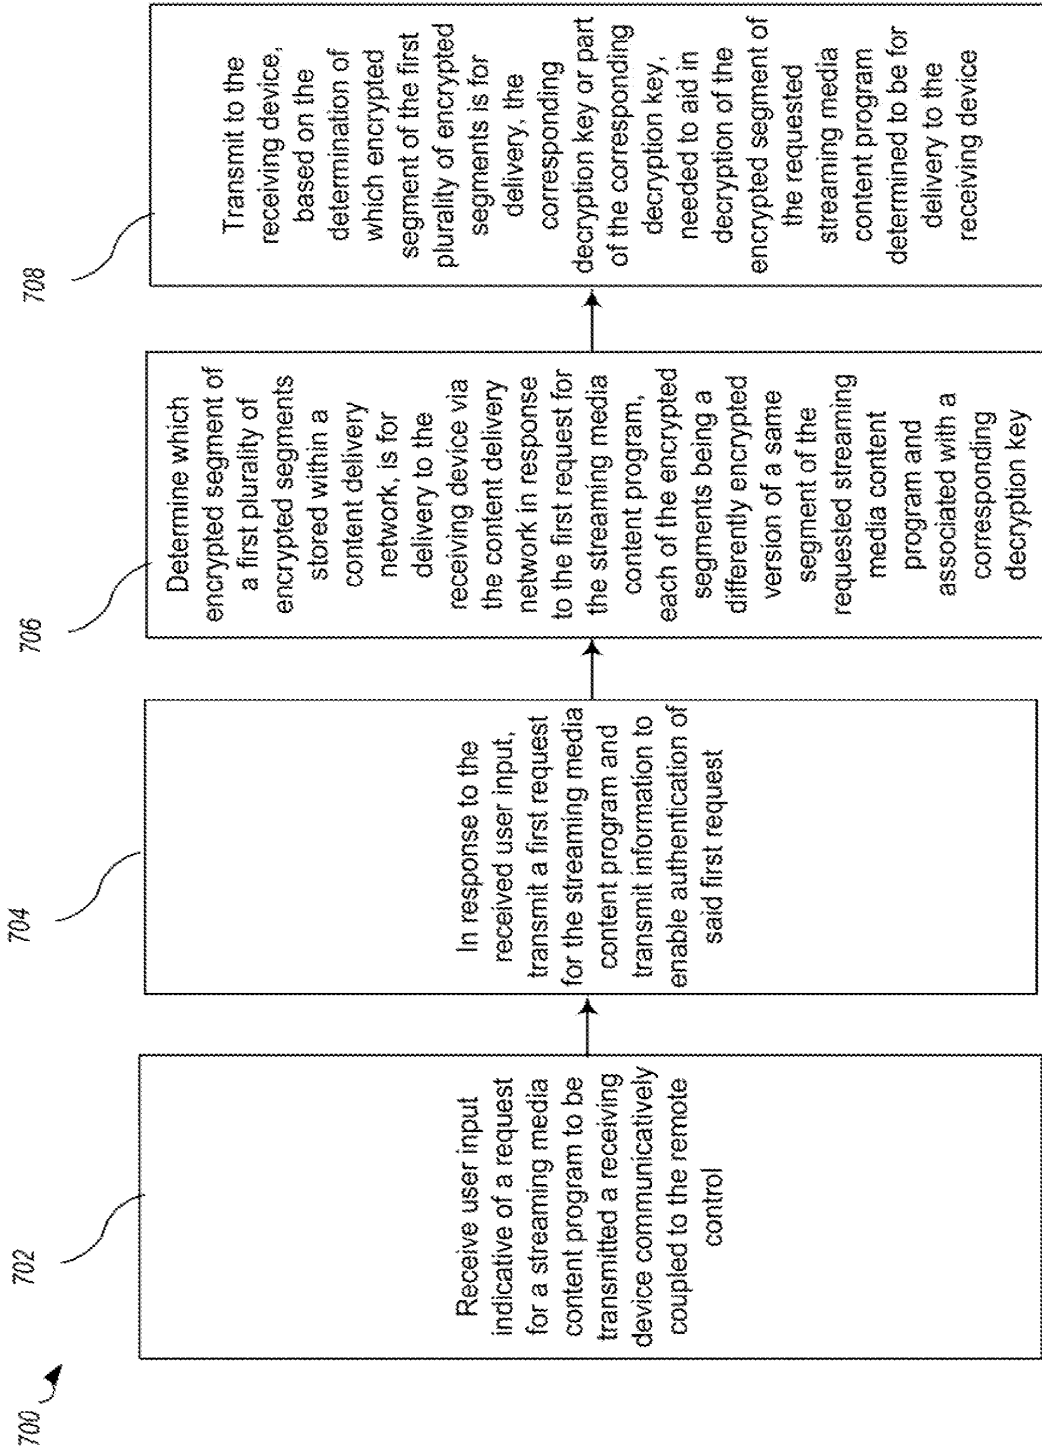 700
702
Receive user input
indicative of a request
for a streaming media
content program to be
transmitted a receiving
device communicatively
coupled to the remote
control
704
In response to the
received user input,
transmit a first request
for the streaming media
content program and
transmit information to
enable authentication of
said first request
706
Determine which
encrypted segment of
a first plurality of
encrypted segments
stored within a
content delivery
network, is for
delivery to the
receiving device via
the content delivery
network in response
to the first request for
the streaming media
content program,
each of the encrypted
segments being a
differently encrypted
version of a same
segment of the
requested streaming
media content
program and
associated with a
corresponding
decryption key
708
Transmit to the
receiving device,
based on the
determination of
which encrypted
segment of the first
plurality of encrypted
segments is for
delivery, the
corresponding
decryption key or part
of the corresponding
decryption key,
needed to aid in
decryption of the
encrypted segment of
the requested
streaming media
content program
determined to be for
delivery to the
receiving device